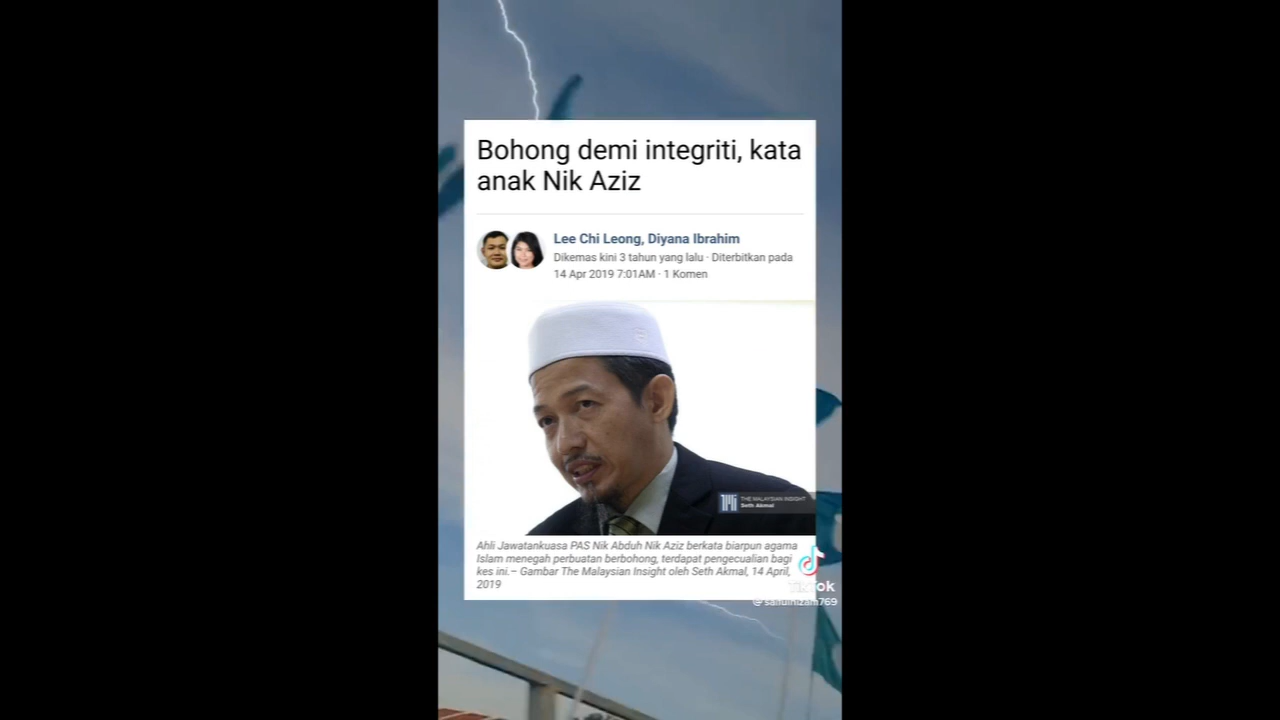 Bohong demi integriti, kata
anak Nik Aziz
Lee Chi Leong, Diyana Ibrahim
Dikemas kini 3 tahun yang lalu · Diterbitkan pada
14 Apr 2019 7:01AM · 1 Komen
THE MALAYSIAN INSIGHT
Seth Akmal
Ahli Jawatankuasa PAS Nik Abduh Nik Aziz berkata biarpun agama
Islam menegah perbuatan berbohong, terdapat pengecualian bagi
kes ini.– Gambar The Malaysian Insight oleh Seth Akmal, 14 April,
2019
TikTok
@saifulnizam769